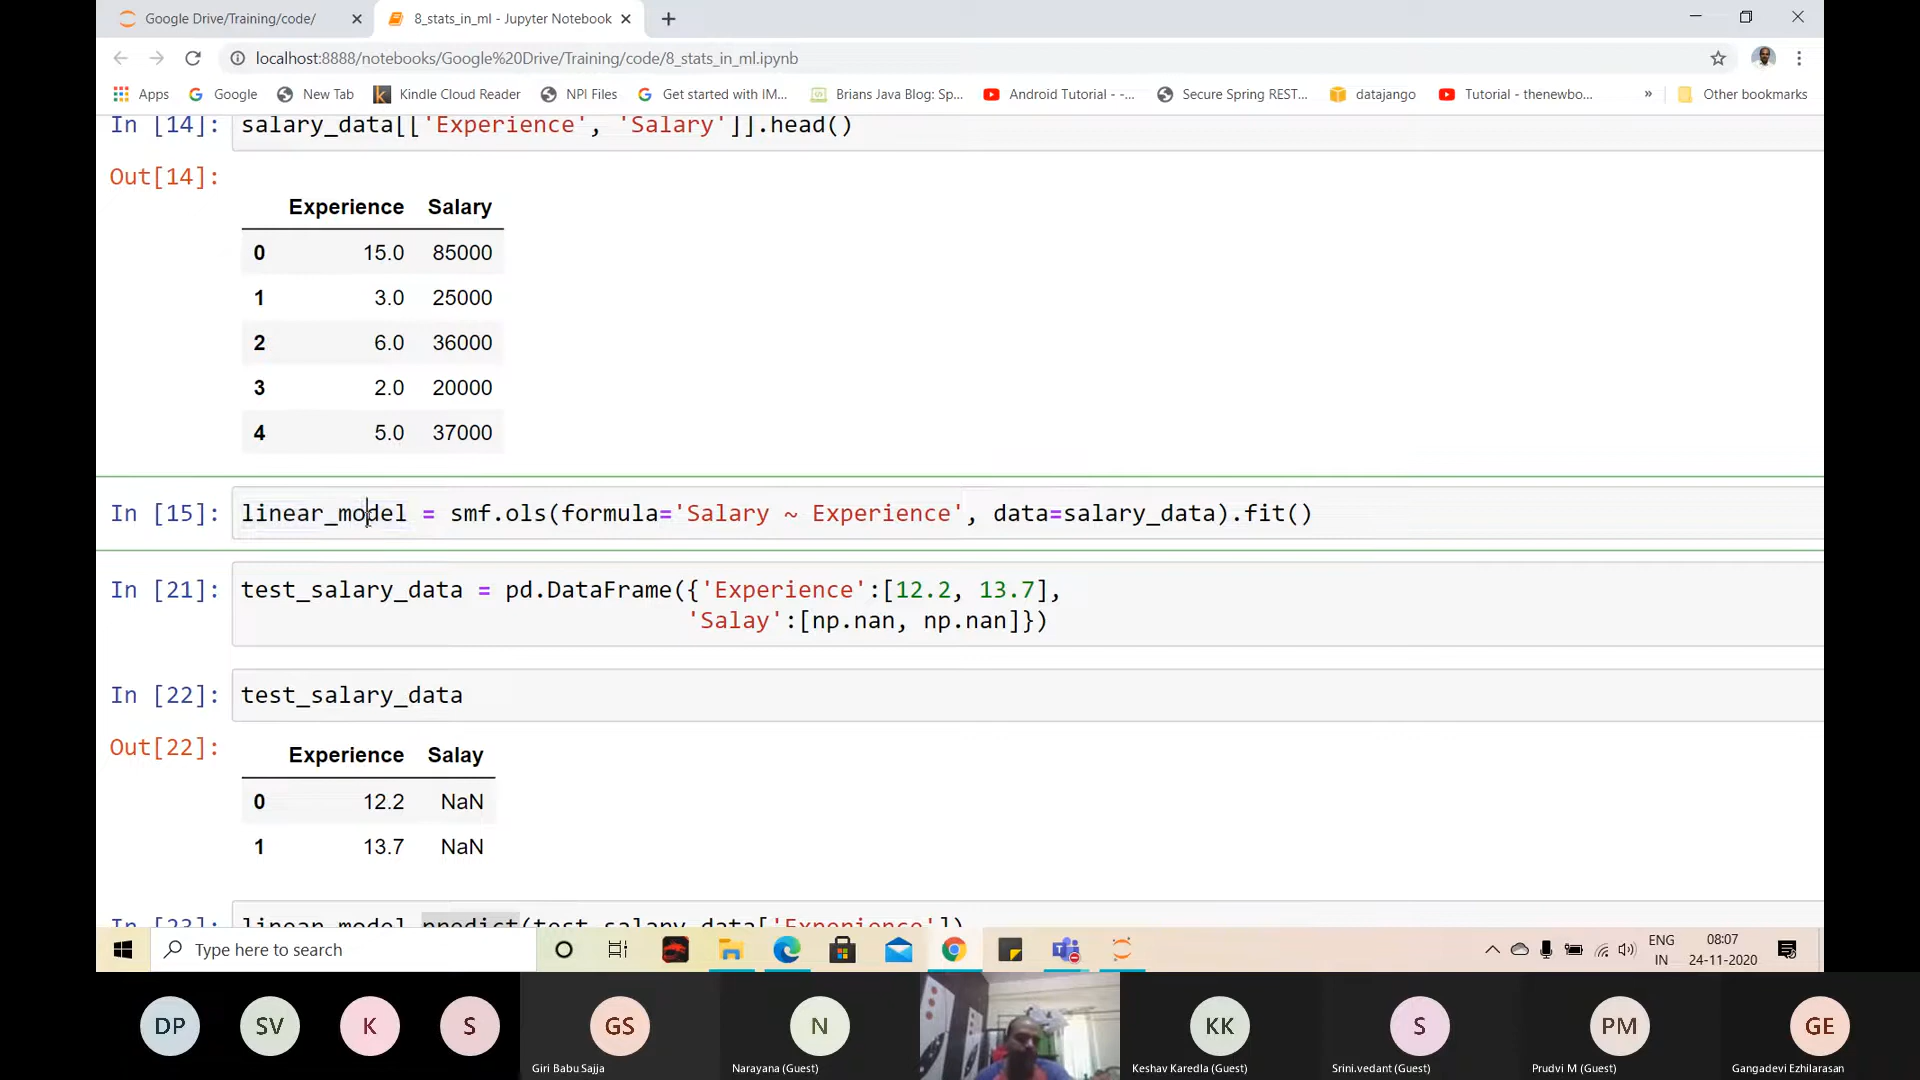 Google Drive/Training/code/
8_stats_in_ml - Jupyter Notebook
localhost:8888/notebooks/Google%20Drive/Training/code/8_stats_in_ml.ipynb
Apps Google New Tab Kindle Cloud Reader NPI Files Get started with IM... Brians Java Blog: Sp... Android Tutorial - -... Secure Spring REST... datajango Tutorial - thenewbo... » Other bookmarks
In [14]: salary_data[['Experience', 'Salary']].head()
Out[14]:
Experience Salary
0 15.0 85000
1 3.0 25000
2 6.0 36000
3 2.0 20000
4 5.0 37000
In [15]: linear_model = smf.ols(formula='Salary ~ Experience', data=salary_data).fit()
In [21]: test_salary_data = pd.DataFrame({'Experience':[12.2, 13.7],
'Salay':[np.nan, np.nan]})
In [22]: test_salary_data
Out[22]:
Experience Salay
0 12.2 NaN
1 13.7 NaN
In [23]: linear_model.predict(test_salary_data['Experience'])
Type here to search
ENG
IN
08:07
24-11-2020
DP SV K S GS N KK S PM GE
Giri Babu Sajja Narayana (Guest) Keshav Karedla (Guest) Srini.vedant (Guest) Prudvi M (Guest) Gangadevi Ezhilarasan